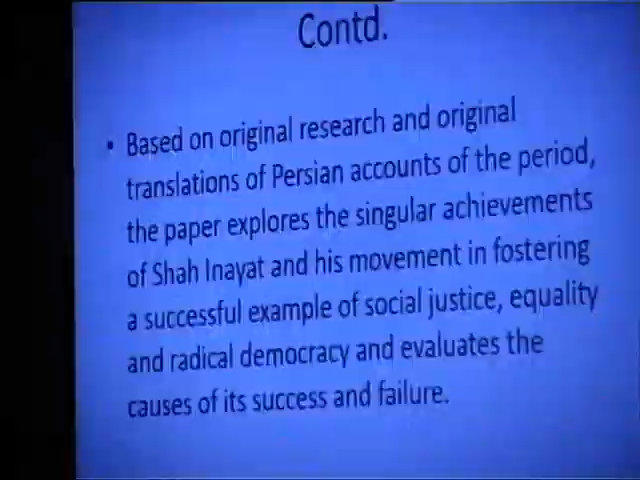 Contd.
• Based on original research and original
translations of Persian accounts of the period,
the paper explores the singular achievements
of Shah Inayat and his movement in fostering
a successful example of social justice, equality
and radical democracy and evaluates the
causes of its success and failure.